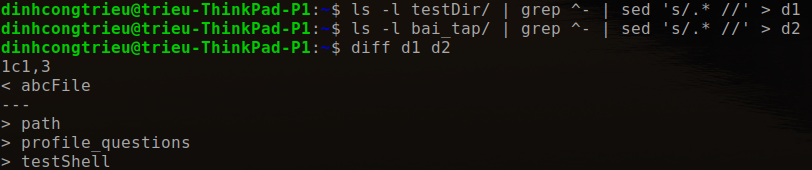 dinhcongtrieu@trieu-ThinkPad-P1:~$ ls -l testDir/ | grep ^- | sed 's/.* //' > d1
dinhcongtrieu@trieu-ThinkPad-P1:~$ ls -l bai_tap/ | grep ^- | sed 's/.* //' > d2
dinhcongtrieu@trieu-ThinkPad-P1:~$ diff d1 d2
1c1,3
< abcFile
---
> path
> profile_questions
> testShell